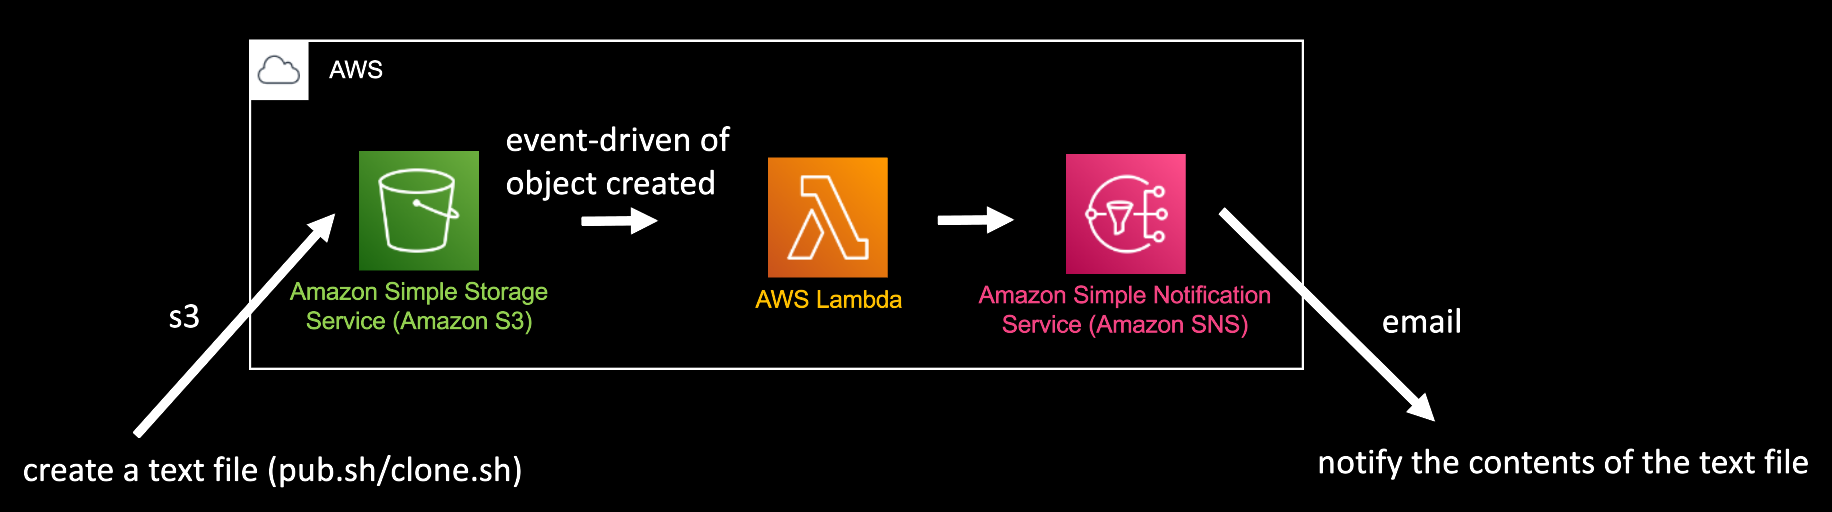 AWS
event-driven of
object created
Amazon Simple Storage
Service (Amazon S3)
AWS Lambda
Amazon Simple Notification
Service (Amazon SNS)
s3
email
create a text file (pub.sh/clone.sh)
notify the contents of the text file